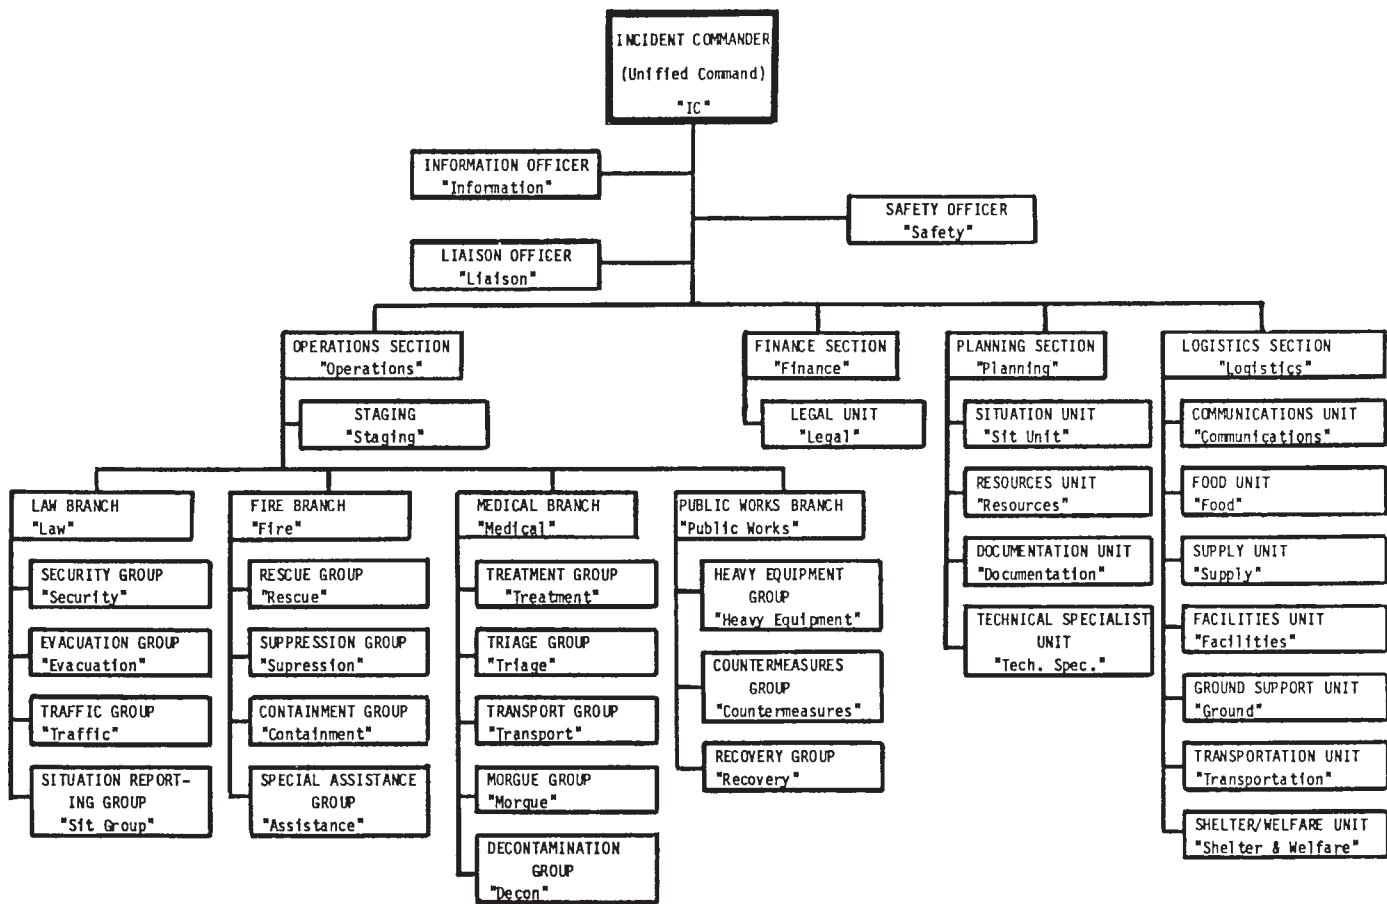 INCIDENT COMMANDER
(Unified Command)
"IC"
INFORMATION OFFICER
"Information"
SAFETY OFFICER
"Safety"
LIAISON OFFICER
"Liaison"
OPERATIONS SECTION
"Operations"
STAGING
"Staging"
FINANCE SECTION
"Finance"
LEGAL UNIT
"Legal"
PLANNING SECTION
"Planning"
SITUATION UNIT
"Sit Unit"
RESOURCES UNIT
"Resources"
DOCUMENTATION UNIT
"Documentation"
TECHNICAL SPECIALIST
UNIT
"Tech. Spec."
LOGISTICS SECTION
"Logistics"
COMMUNICATIONS UNIT
"Communications"
FOOD UNIT
"Food"
SUPPLY UNIT
"Supply"
FACILITIES UNIT
"Facilities"
GROUND SUPPORT UNIT
"Ground"
TRANSPORTATION UNIT
"Transportation"
SHELTER/WELFARE UNIT
"Shelter & Welfare"
LAW BRANCH
"Law"
SECURITY GROUP
"Security"
EVACUATION GROUP
"Evacuation"
TRAFFIC GROUP
"Traffic"
SITUATION REPORT-
ING GROUP
"Sit Group"
FIRE BRANCH
"Fire"
RESCUE GROUP
"Rescue"
SUPPRESSION GROUP
"Supression"
CONTAINMENT GROUP
"Containment"
SPECIAL ASSISTANCE
GROUP
"Assistance"
MEDICAL BRANCH
"Medical"
TREATMENT GROUP
"Treatment"
TRIAGE GROUP
"Triage"
TRANSPORT GROUP
"Transport"
MORGUE GROUP
"Morgue"
DECONTAMINATION
GROUP
"Decon"
PUBLIC WORKS BRANCH
"Public Works"
HEAVY EQUIPMENT
GROUP
"Heavy Equipment"
COUNTERMEASURES
GROUP
"Countermeasures"
RECOVERY GROUP
"Recovery"